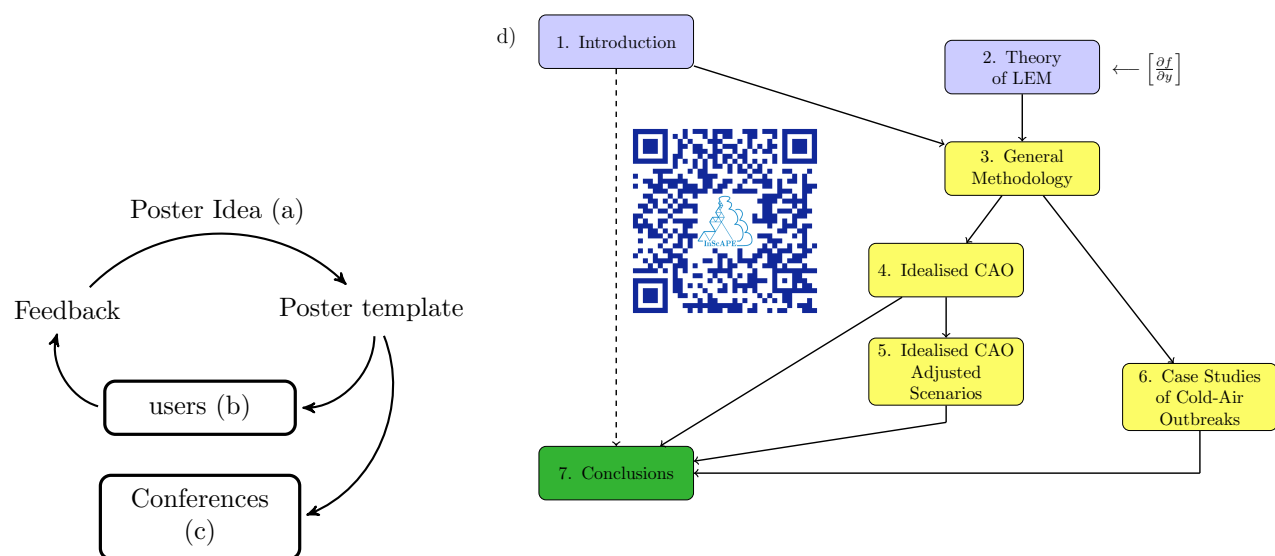 Poster Idea (a)
Feedback
Poster template
users (b)
Conferences
(c)
d)
1. Introduction
2. Theory
of LEM
⟵ [∂f/∂y]
3. General
Methodology
InScAPE
4. Idealised CAO
5. Idealised CAO
Adjusted
Scenarios
6. Case Studies
of Cold-Air
Outbreaks
7. Conclusions